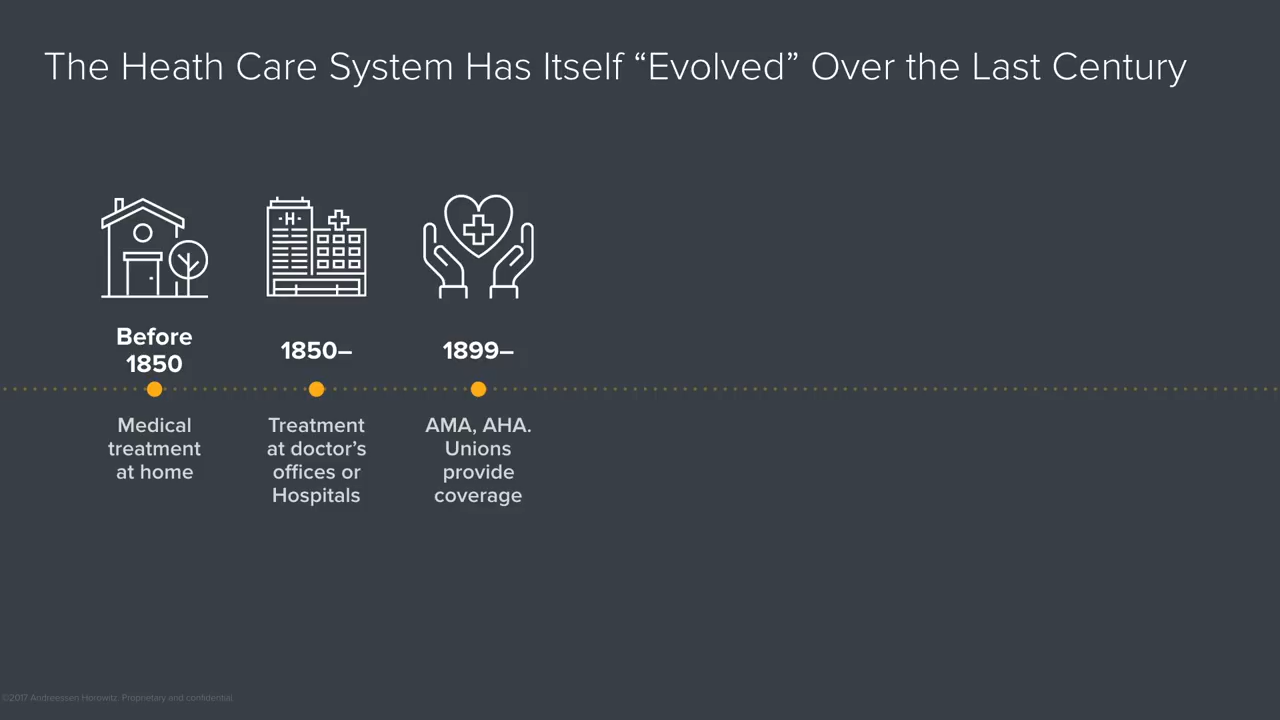 The Heath Care System Has Itself “Evolved” Over the Last Century
H
Before
1850
1850–
1899–
Medical
treatment
at home
Treatment
at doctor’s
offices or
Hospitals
AMA, AHA.
Unions
provide
coverage
©2017 Andreessen Horowitz. Proprietary and confidential.